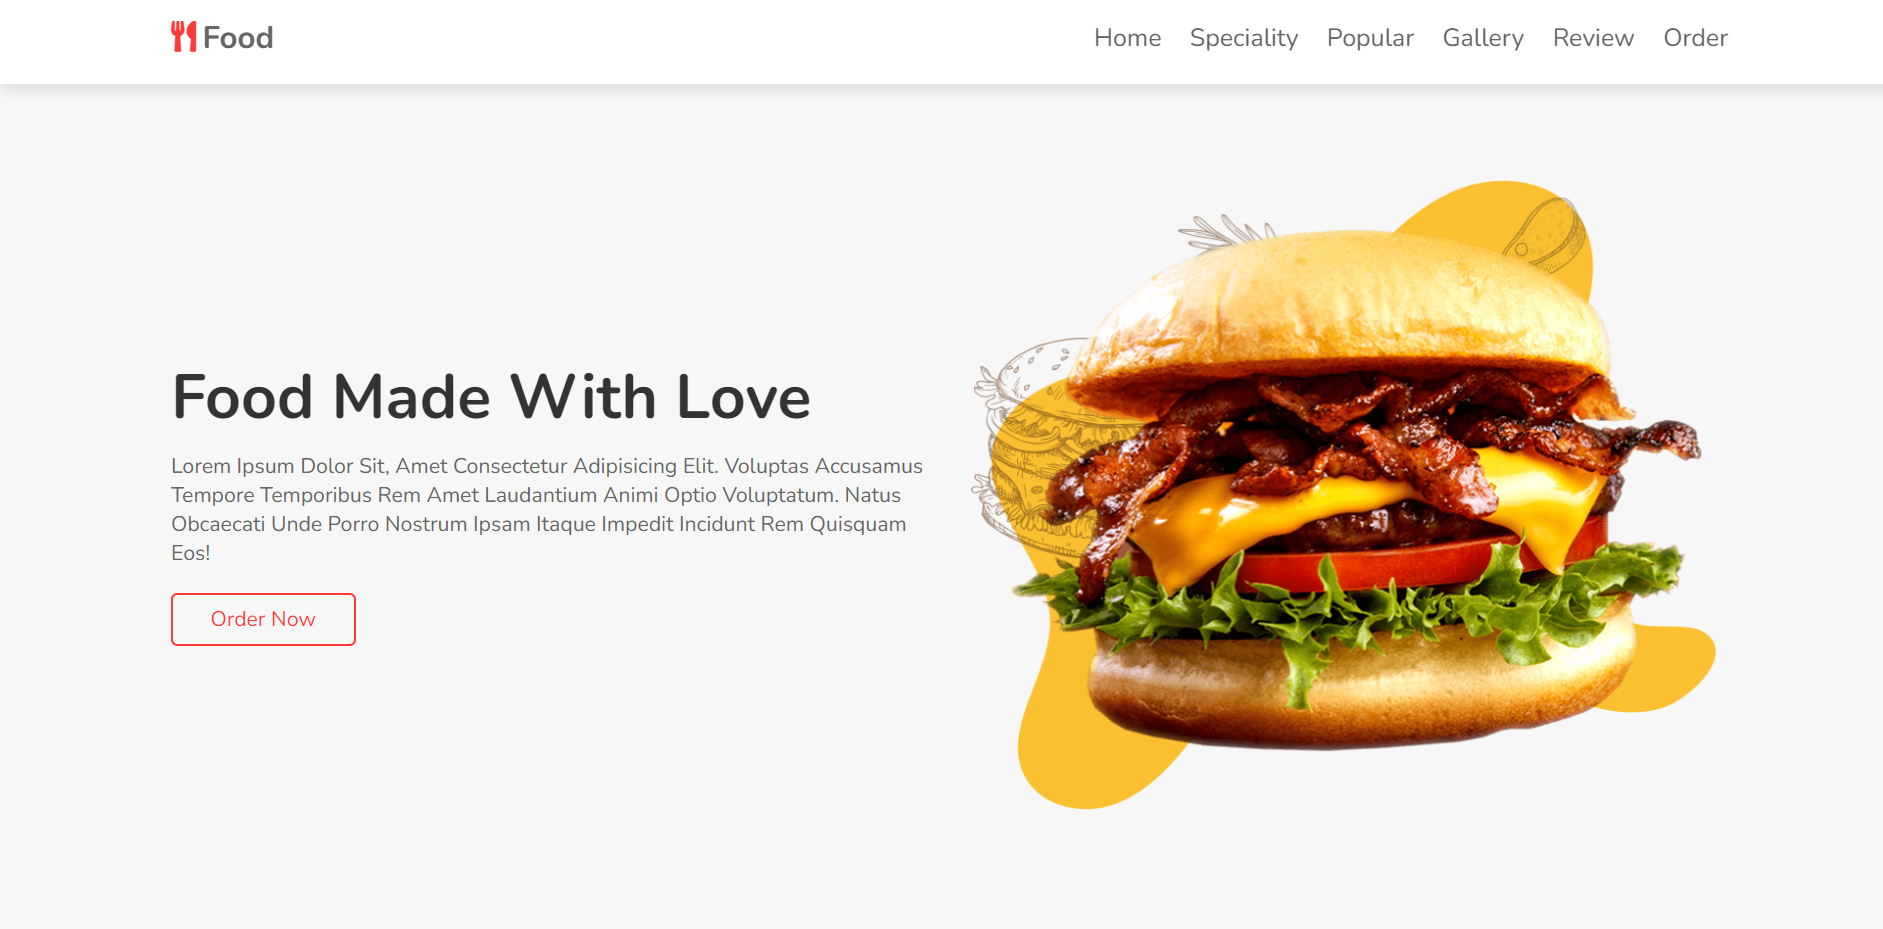 Food
Home Speciality Popular Gallery Review Order
Food Made With Love
Lorem Ipsum Dolor Sit, Amet Consectetur Adipisicing Elit. Voluptas Accusamus
Tempore Temporibus Rem Amet Laudantium Animi Optio Voluptatum. Natus
Obcaecati Unde Porro Nostrum Ipsam Itaque Impedit Incidunt Rem Quisquam
Eos!
Order Now